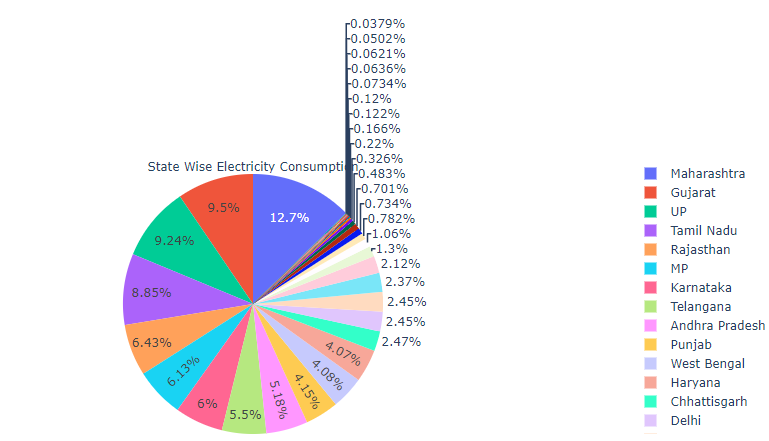 0.0379%
0.0502%
0.0621%
0.0636%
0.0734%
0.12%
0.122%
0.166%
0.22%
0.326%
0.483%
0.701%
0.734%
0.782%
1.06%
1.3%
2.12%
2.37%
2.45%
2.45%
2.47%
State Wise Electricity Consumption
12.7%
9.5%
9.24%
8.85%
6.43%
6.13%
6%
5.5%
5.18%
4.15%
4.08%
4.07%
Maharashtra
Gujarat
UP
Tamil Nadu
Rajasthan
MP
Karnataka
Telangana
Andhra Pradesh
Punjab
West Bengal
Haryana
Chhattisgarh
Delhi